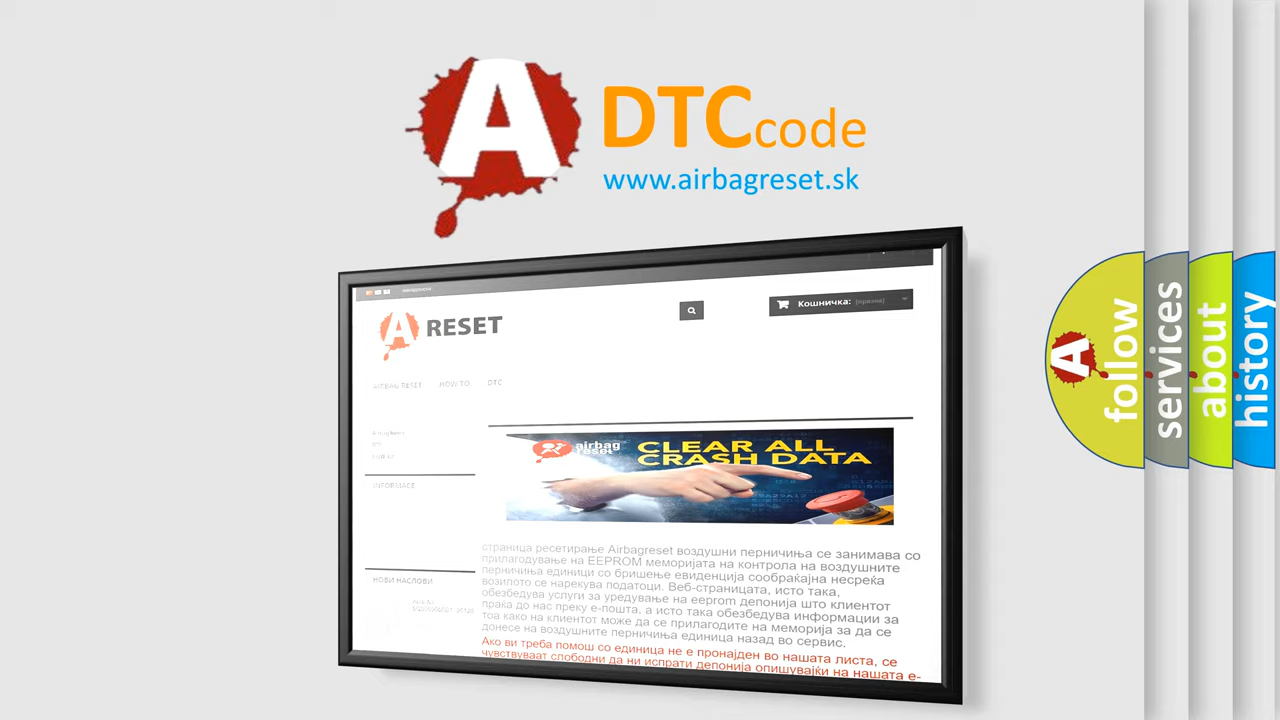 A
DTCcode
www.airbagreset.sk
A RESET
Кошничка: (празна)
AIRBAG RESET HOW TO DTC
INFORMACE
НОВИ НАСЛОВИ
airbag
reset
CLEAR ALL
CRASH DATA
страница ресетирање Airbagreset воздушни перничиња се занимава со
прилагодување на EEPROM меморијата на контрола на воздушните
перничиња единици со бришење евиденција сообраќајна несреќа
возилото се нарекува податоци. Веб-страницата, исто така,
обезбедува услуги за уредување на eeprom депонија што клиентот
праќа до нас преку е-пошта, а исто така обезбедува информации за
тоа како на клиентот може да се прилагодите на меморија за да се
донесе на воздушните перничиња единица назад во сервис.
Ако ви треба помош со единица не е пронајден во нашата листа, се
чувствуваат слободни да ни испрати депонија опишувајќи на нашата е-
A
follow
services
about
history